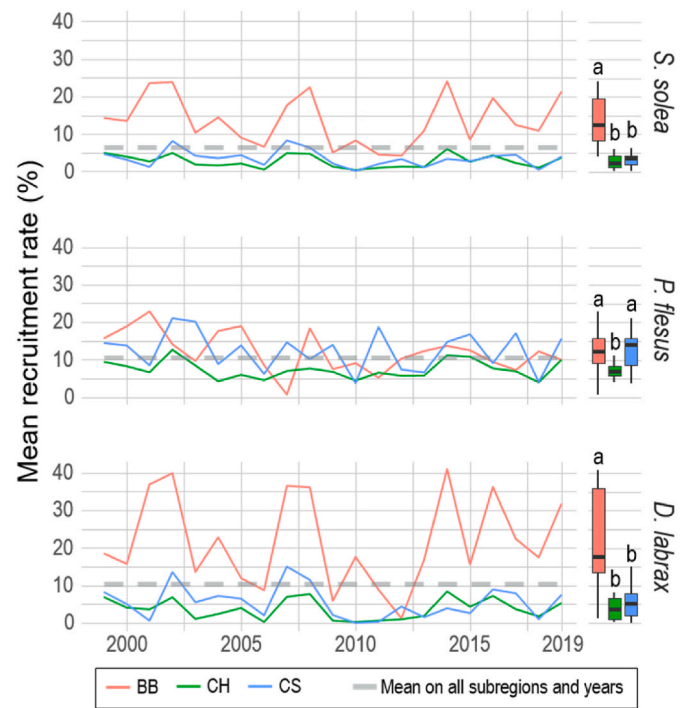 Mean recruitment rate (%)
40
30
20
10
0
a
b
b
S. solea
40
30
20
10
0
a
b
a
P. flesus
40
30
20
10
0
a
b
b
D. labrax
2000 2005 2010 2015 2019
BB CH CS Mean on all subregions and years